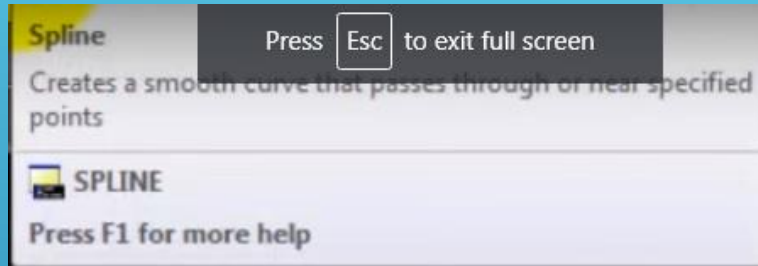 Spline
Press Esc to exit full screen
Creates a smooth curve that passes through or near specified
points
SPLINE
Press F1 for more help